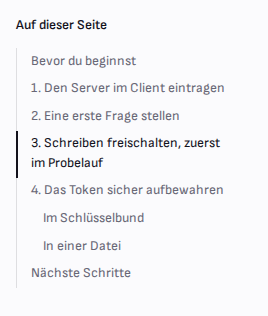 Auf dieser Seite
Bevor du beginnst
1. Den Server im Client eintragen
2. Eine erste Frage stellen
3. Schreiben freischalten, zuerst
im Probelauf
4. Das Token sicher aufbewahren
Im Schlüsselbund
In einer Datei
Nächste Schritte